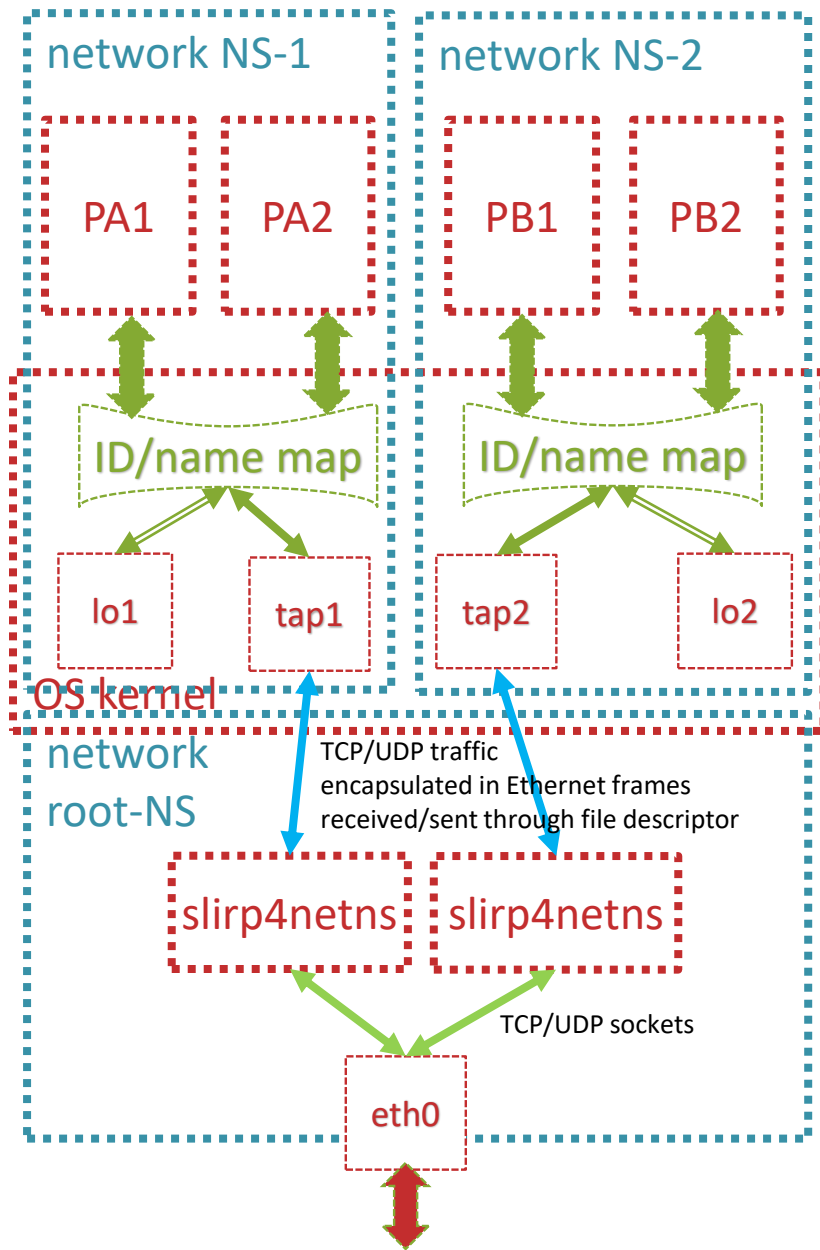 network NS-1
network NS-2
PA1
PA2
PB1
PB2
ID/name map
ID/name map
lo1
tap1
tap2
lo2
OS kernel
network
root-NS
TCP/UDP traffic
encapsulated in Ethernet frames
received/sent through file descriptor
slirp4netns
slirp4netns
TCP/UDP sockets
eth0